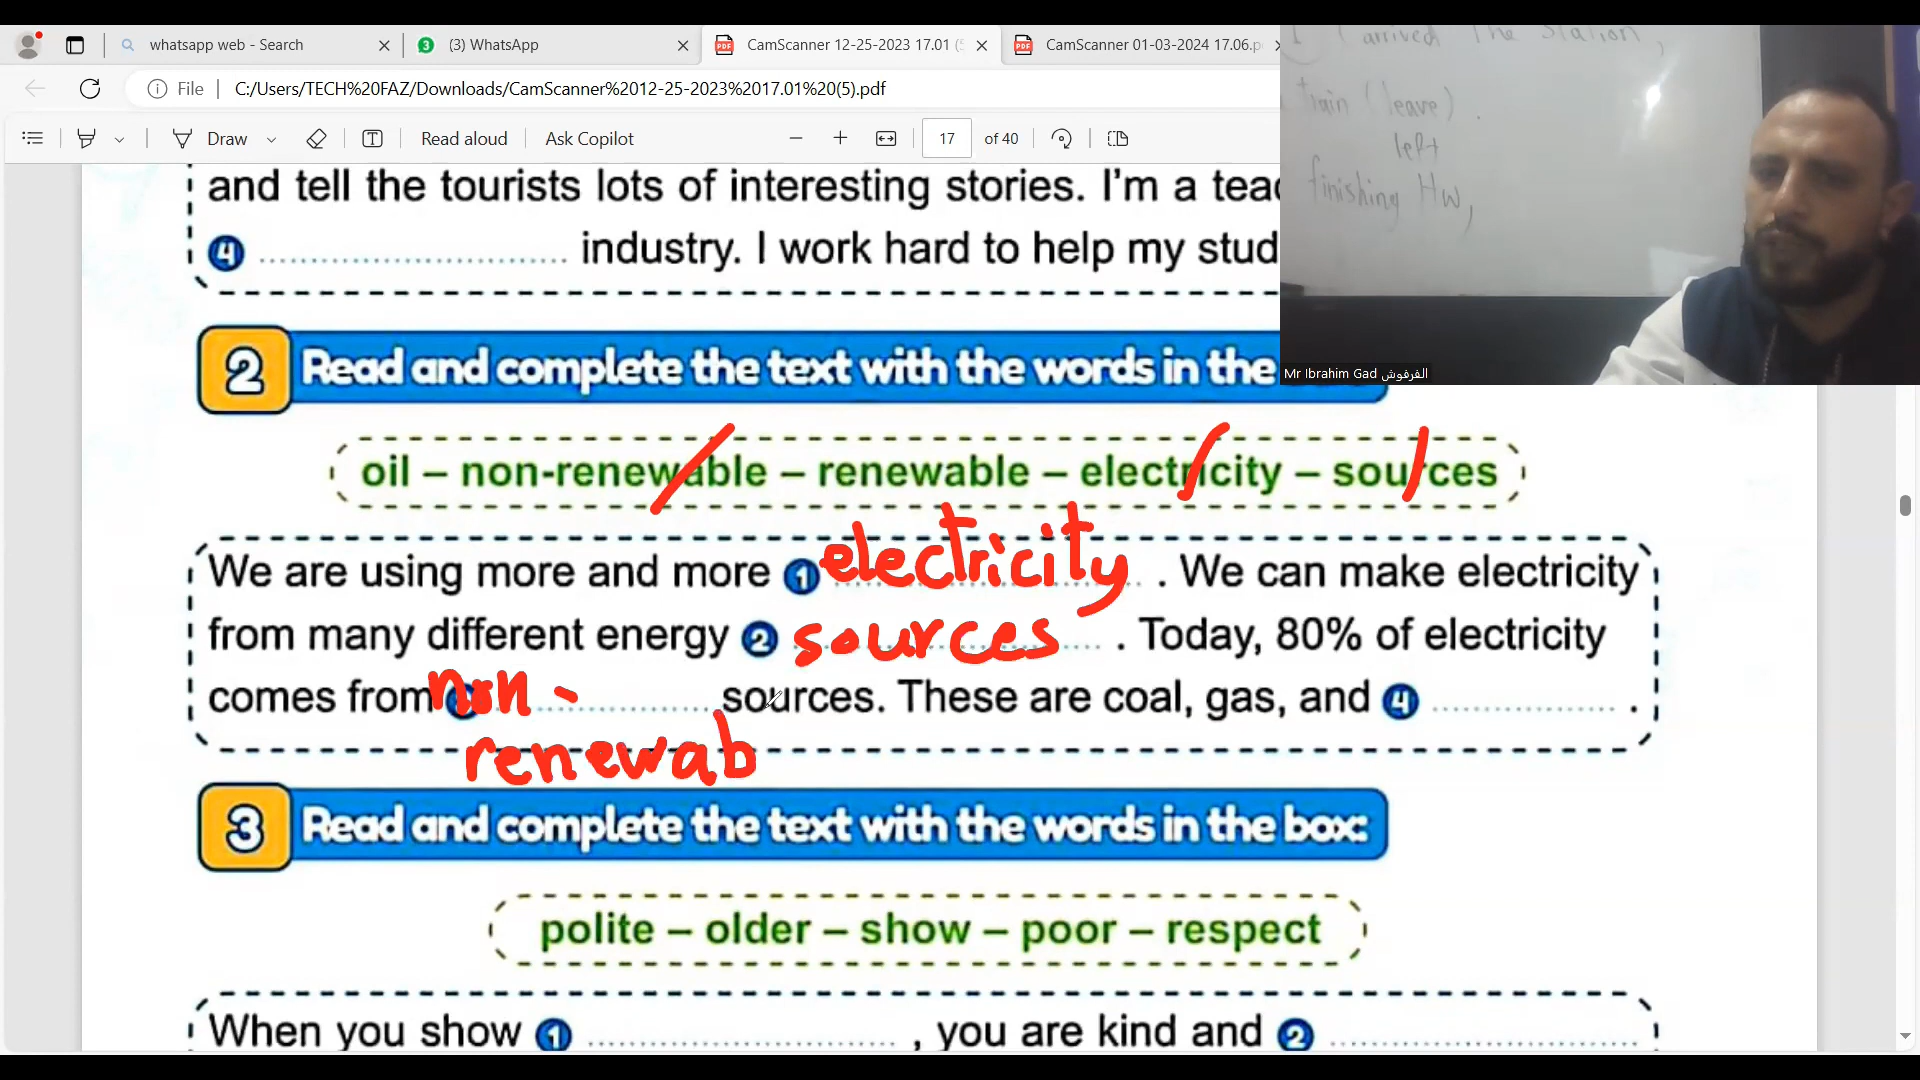 whatsapp web - Search
(3) WhatsApp
CamScanner 12-25-2023 17.01 (5
CamScanner 01-03-2024 17.06.p
File C:/Users/TECH%20FAZ/Downloads/CamScanner%2012-25-2023%2017.01%20(5).pdf
Draw Read aloud Ask Copilot 17 of 40
(arrived The Station,
train (leave).
left
finishing Hw,
Mr Ibrahim Gad الفرفوش
and tell the tourists lots of interesting stories. I'm a tea
4 industry. I work hard to help my stud
2 Read and complete the text with the words in the
oil – non-renewable – renewable – electricity – sources
We are using more and more 1 electricity . We can make electricity
from many different energy 2 sources . Today, 80% of electricity
comes from non - sources. These are coal, gas, and 4 .
renewab
3 Read and complete the text with the words in the box:
polite – older – show – poor – respect
When you show 1 , you are kind and 2